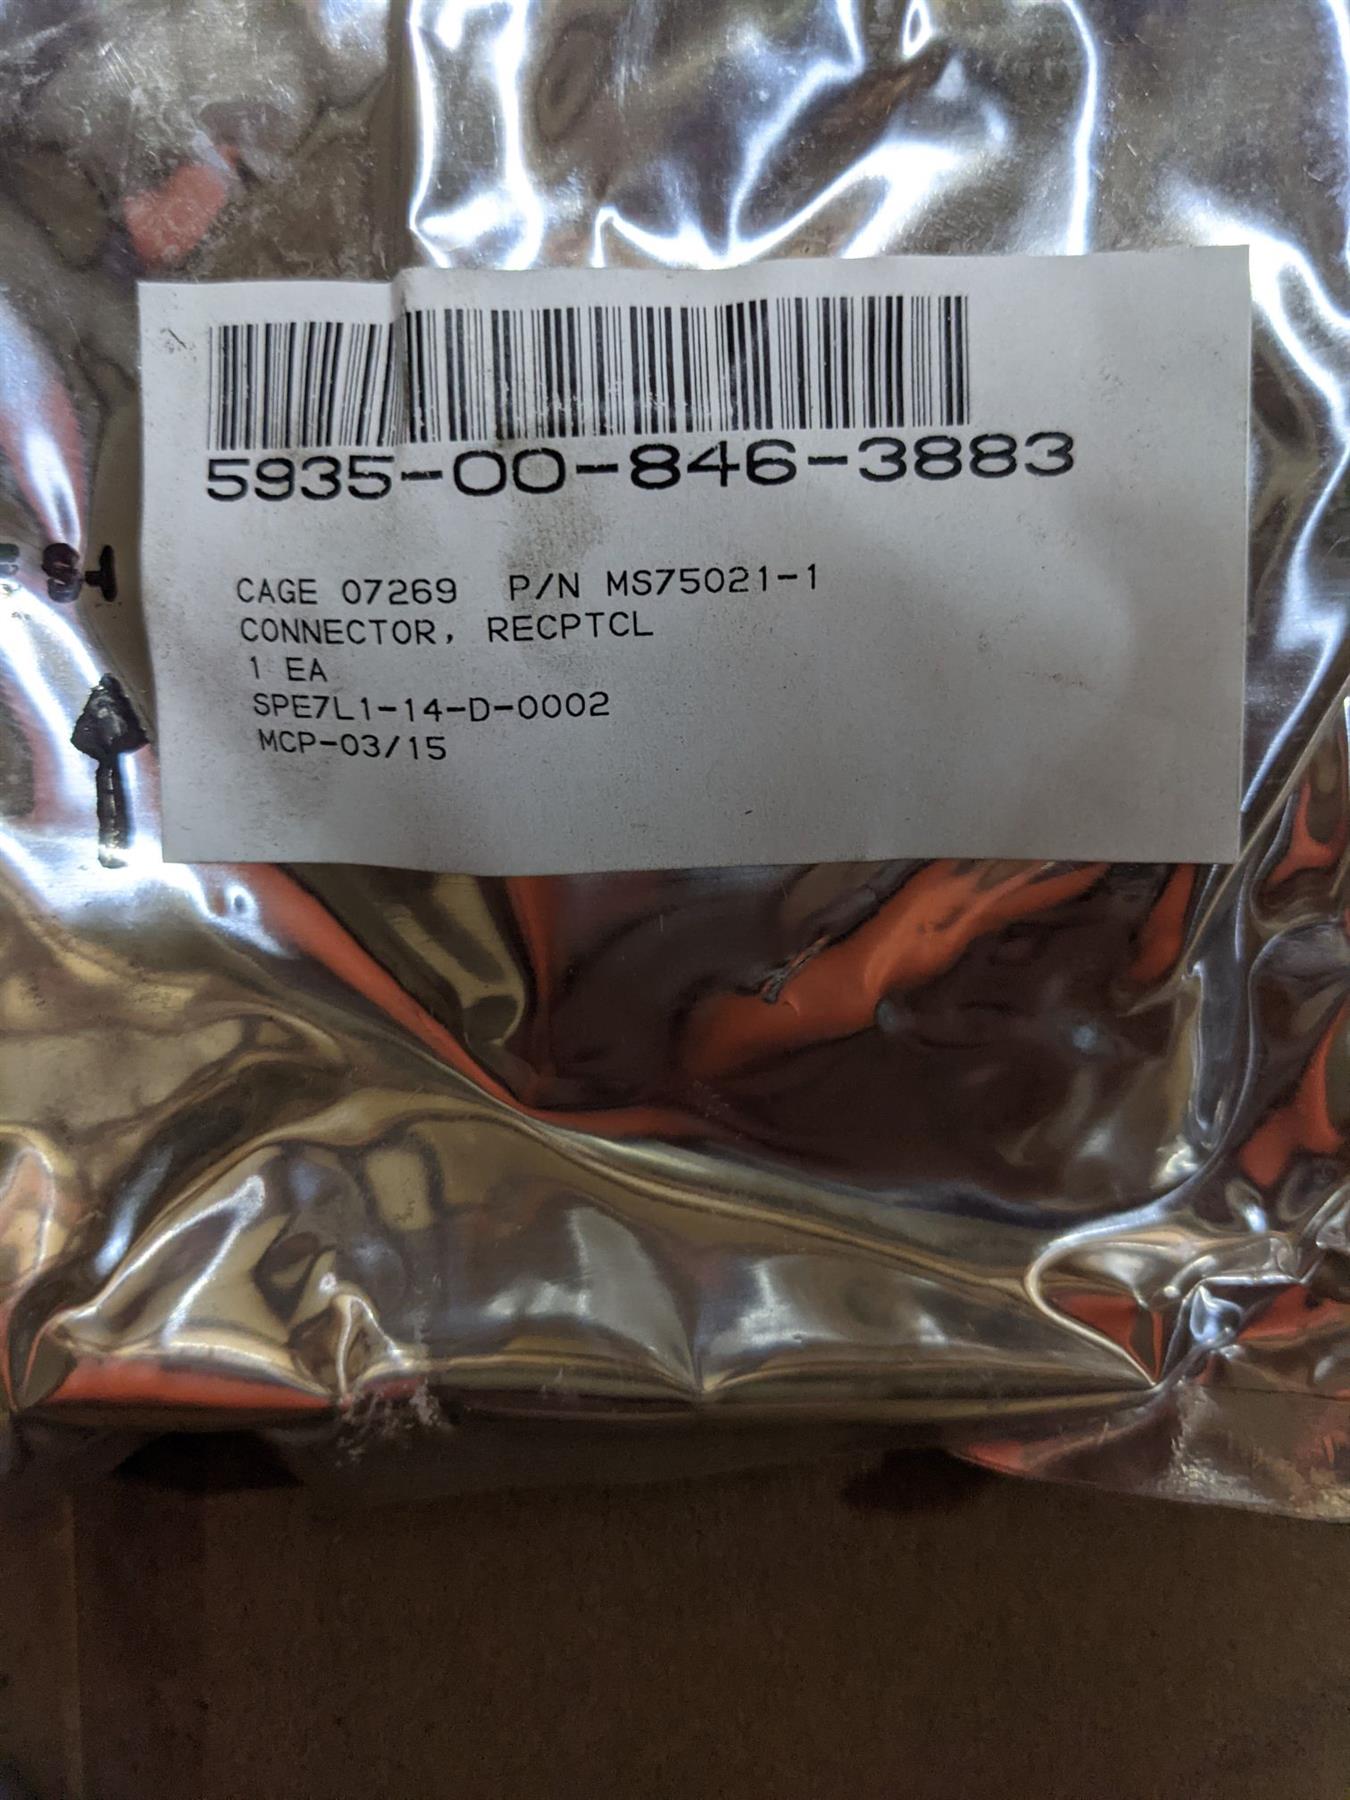 5935-00-846-3883
CAGE 07269 P/N MS75021-1
CONNECTOR, RECPTCL
1 EA
SPE7L1-14-D-0002
MCP-03/15